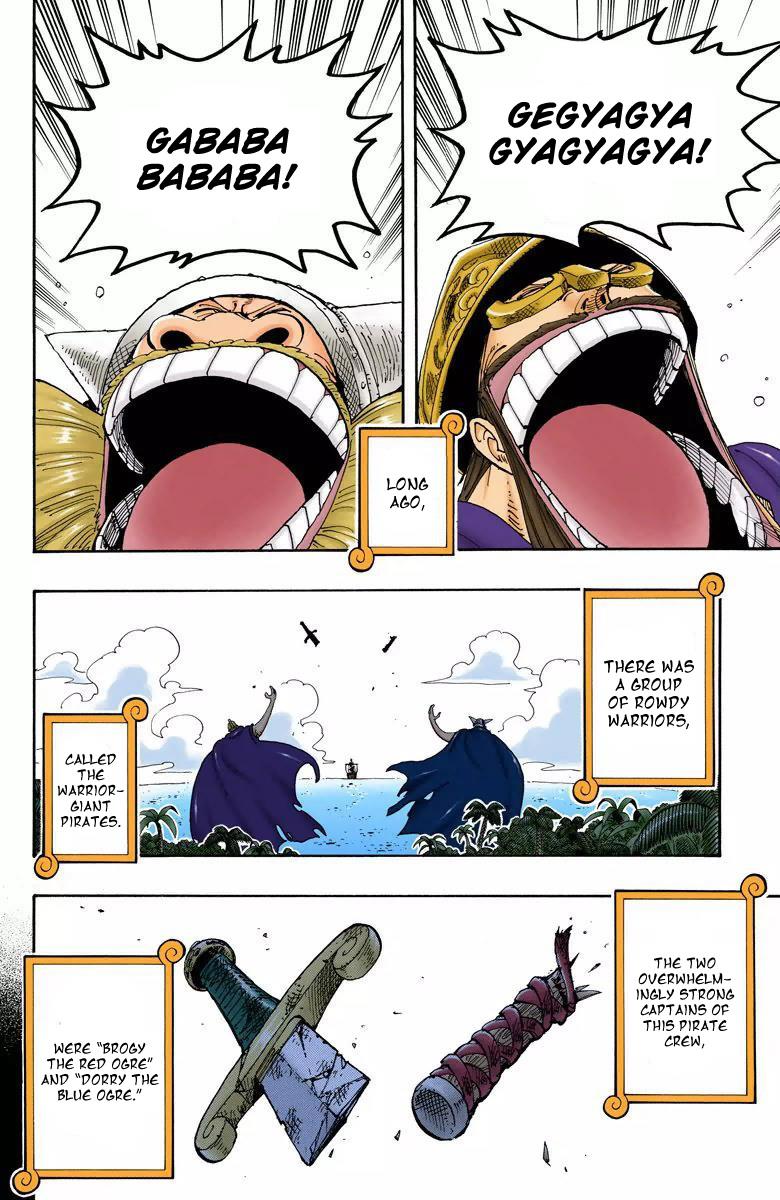 GEGYAGYA
GYAGYAGYA!
GABABA
BABABA!
LONG
AGO,
THERE WAS
A GROUP
OF ROWDY
WARRIORS,
CALLED
THE
WARRIOR-
GIANT
PIRATES.
THE TWO
OVERWHELM-
INGLY STRONG
CAPTAINS OF
THIS PIRATE
CREW,
WERE "BROGY
THE RED OGRE"
AND "DORRY THE
BLUE OGRE."